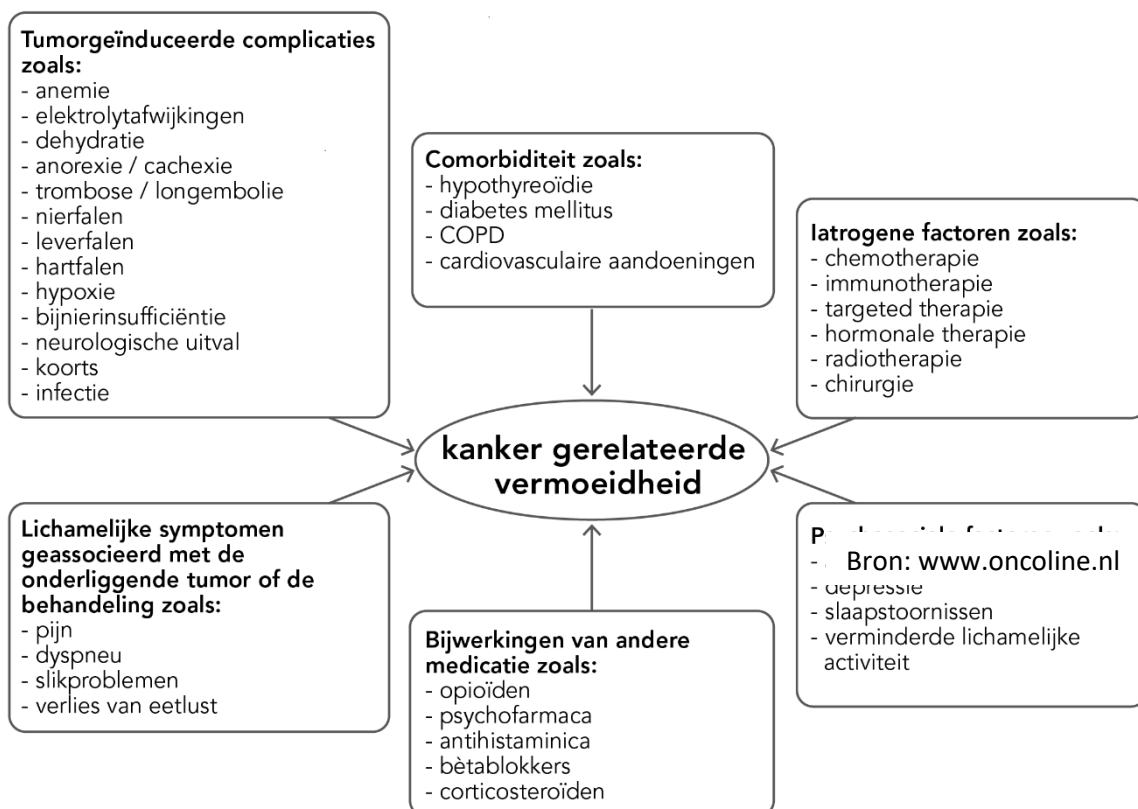 Tumorgeïnduceerde complicaties
zoals:
- anemie
- elektrolytafwijkingen
- dehydratie
- anorexie / cachexie
- trombose / longembolie
- nierfalen
- leverfalen
- hartfalen
- hypoxie
- bijnierinsufficiëntie
- neurologische uitval
- koorts
- infectie
Comorbiditeit zoals:
- hypothyreoïdie
- diabetes mellitus
- COPD
- cardiovasculaire aandoeningen
Iatrogene factoren zoals:
- chemotherapie
- immunotherapie
- targeted therapie
- hormonale therapie
- radiotherapie
- chirurgie
kanker gerelateerde
vermoeidheid
Lichamelijke symptomen
geassocieerd met de
onderliggende tumor of de
behandeling zoals:
- pijn
- dyspneu
- slikproblemen
- verlies van eetlust
Bijwerkingen van andere
medicatie zoals:
- opioïden
- psychofarmaca
- antihistaminica
- bètablokkers
- corticosteroïden
Bron: www.oncoline.nl
- depressie
- slaapstoornissen
- verminderde lichamelijke
activiteit